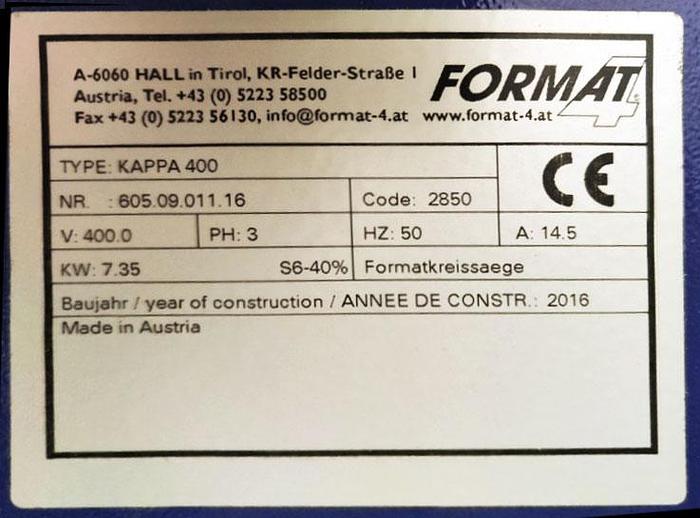 A-6060 HALL in Tirol, KR-Felder-Straße 1
Austria, Tel. +43 (0) 5223 58500
Fax +43 (0) 5223 56130, info@format-4.at www.format-4.at
FORMAT 4
TYPE: KAPPA 400
CE
NR. : 605.09.011.16 Code: 2850
V: 400.0 PH: 3 HZ: 50 A: 14.5
KW: 7.35 S6-40% Formatkreissaege
Baujahr / year of construction / ANNEE DE CONSTR.: 2016
Made in Austria